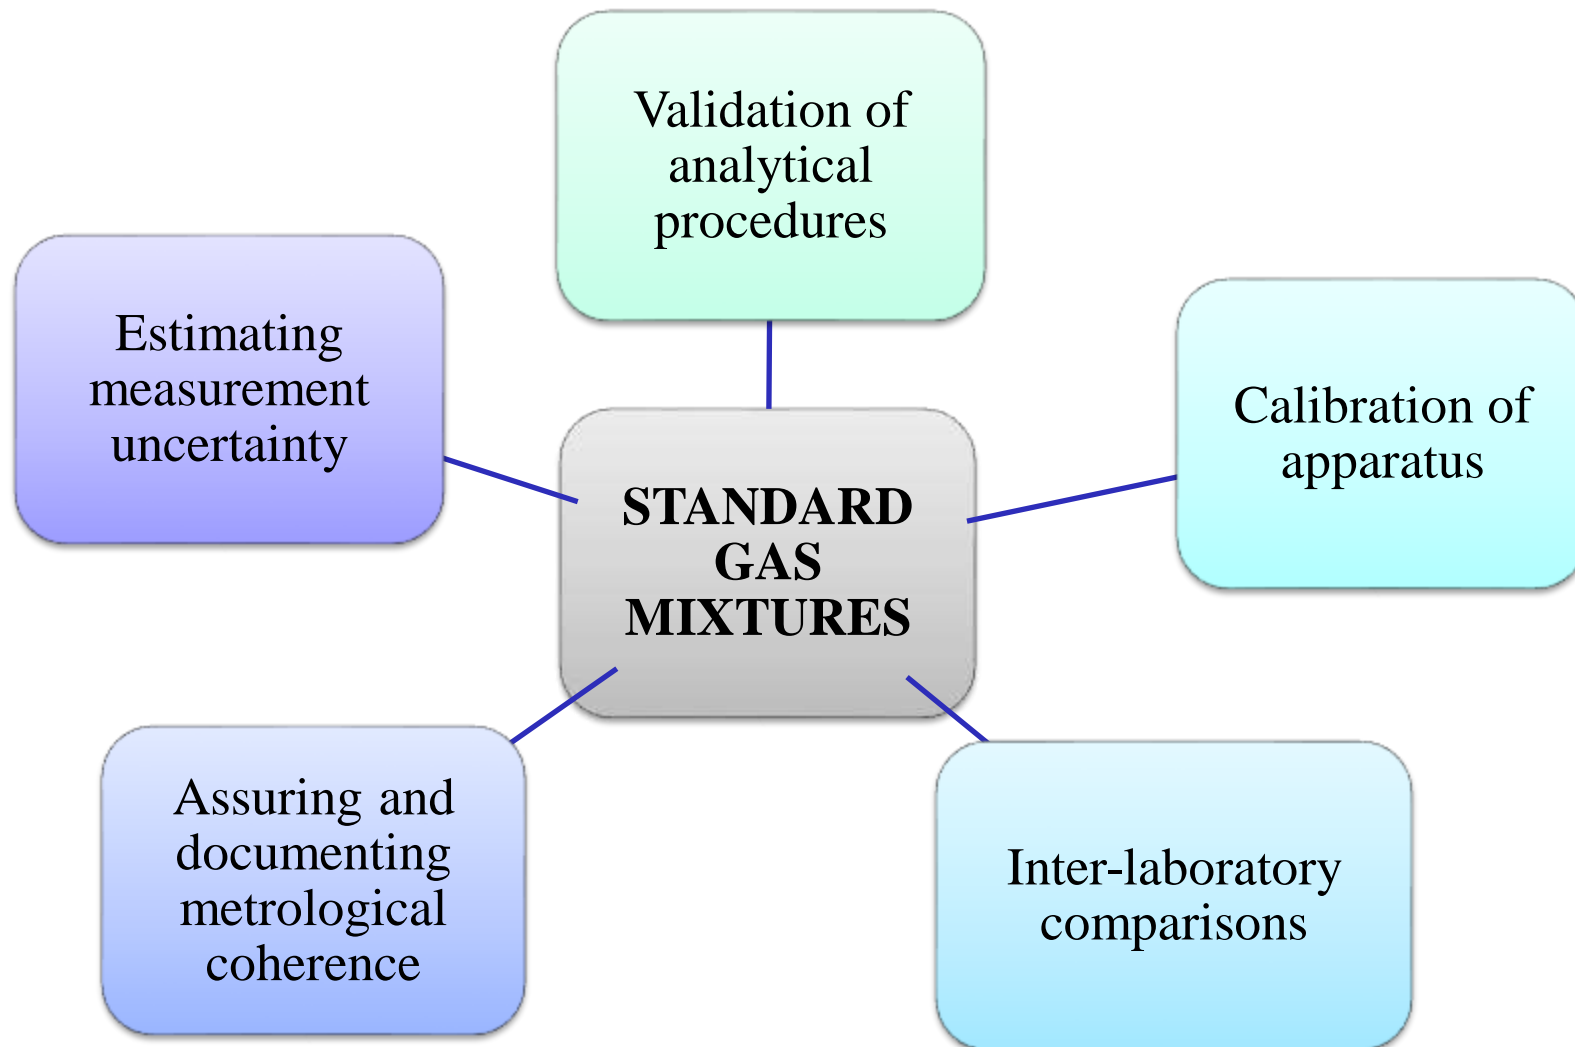 Validation of
analytical
procedures
Estimating
measurement
uncertainty
Calibration of
apparatus
STANDARD
GAS
MIXTURES
Assuring and
documenting
metrological
coherence
Inter-laboratory
comparisons